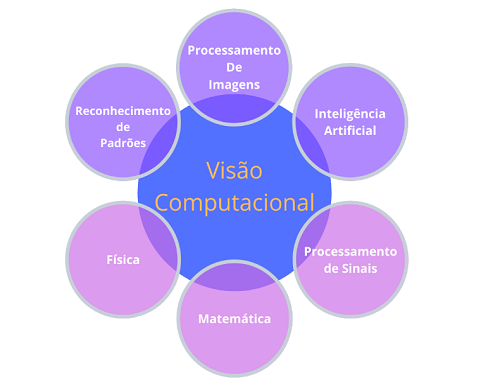 Processamento
De
Imagens
Reconhecimento
de
Padrões
Inteligência
Artificial
Visão
Computacional
Física
Processamento
de Sinais
Matemática